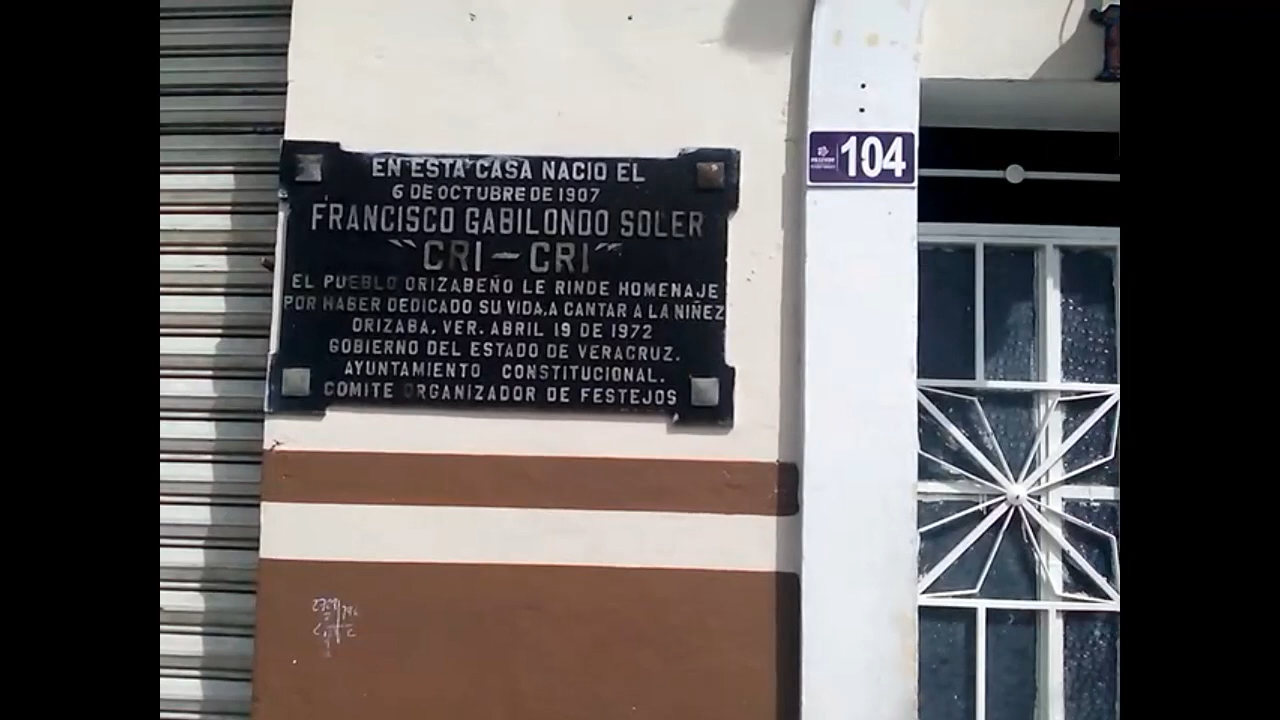 EN ESTA CASA NACIO EL
6 DE OCTUBRE DE 1907
FRANCISCO GABILONDO SOLER
"CRI-CRI"
EL PUEBLO ORIZABEÑO LE RINDE HOMENAJE
POR HABER DEDICADO SU VIDA,A CANTAR A LA NIÑEZ
ORIZABA, VER. ABRIL 19 DE 1972
GOBIERNO DEL ESTADO DE VERACRUZ.
AYUNTAMIENTO CONSTITUCIONAL.
COMITE ORGANIZADOR DE FESTEJOS
104